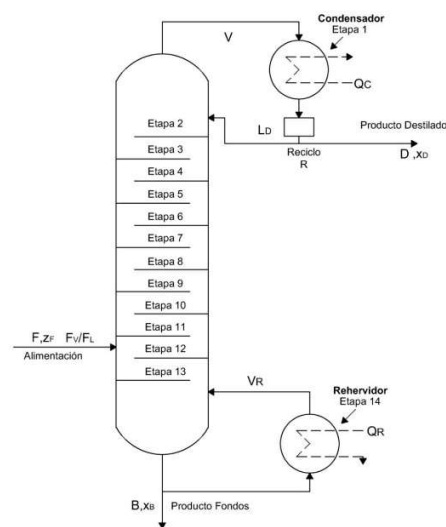 Condensador
Etapa 1
V
QC
LD
Producto Destilado
Reciclo
R
D ,xD
Etapa 2
Etapa 3
Etapa 4
Etapa 5
Etapa 6
Etapa 7
Etapa 8
Etapa 9
Etapa 10
Etapa 11
Etapa 12
Etapa 13
F,zF FV/FL
Alimentación
VR
Rehervidor
Etapa 14
QR
B,xB
Producto Fondos